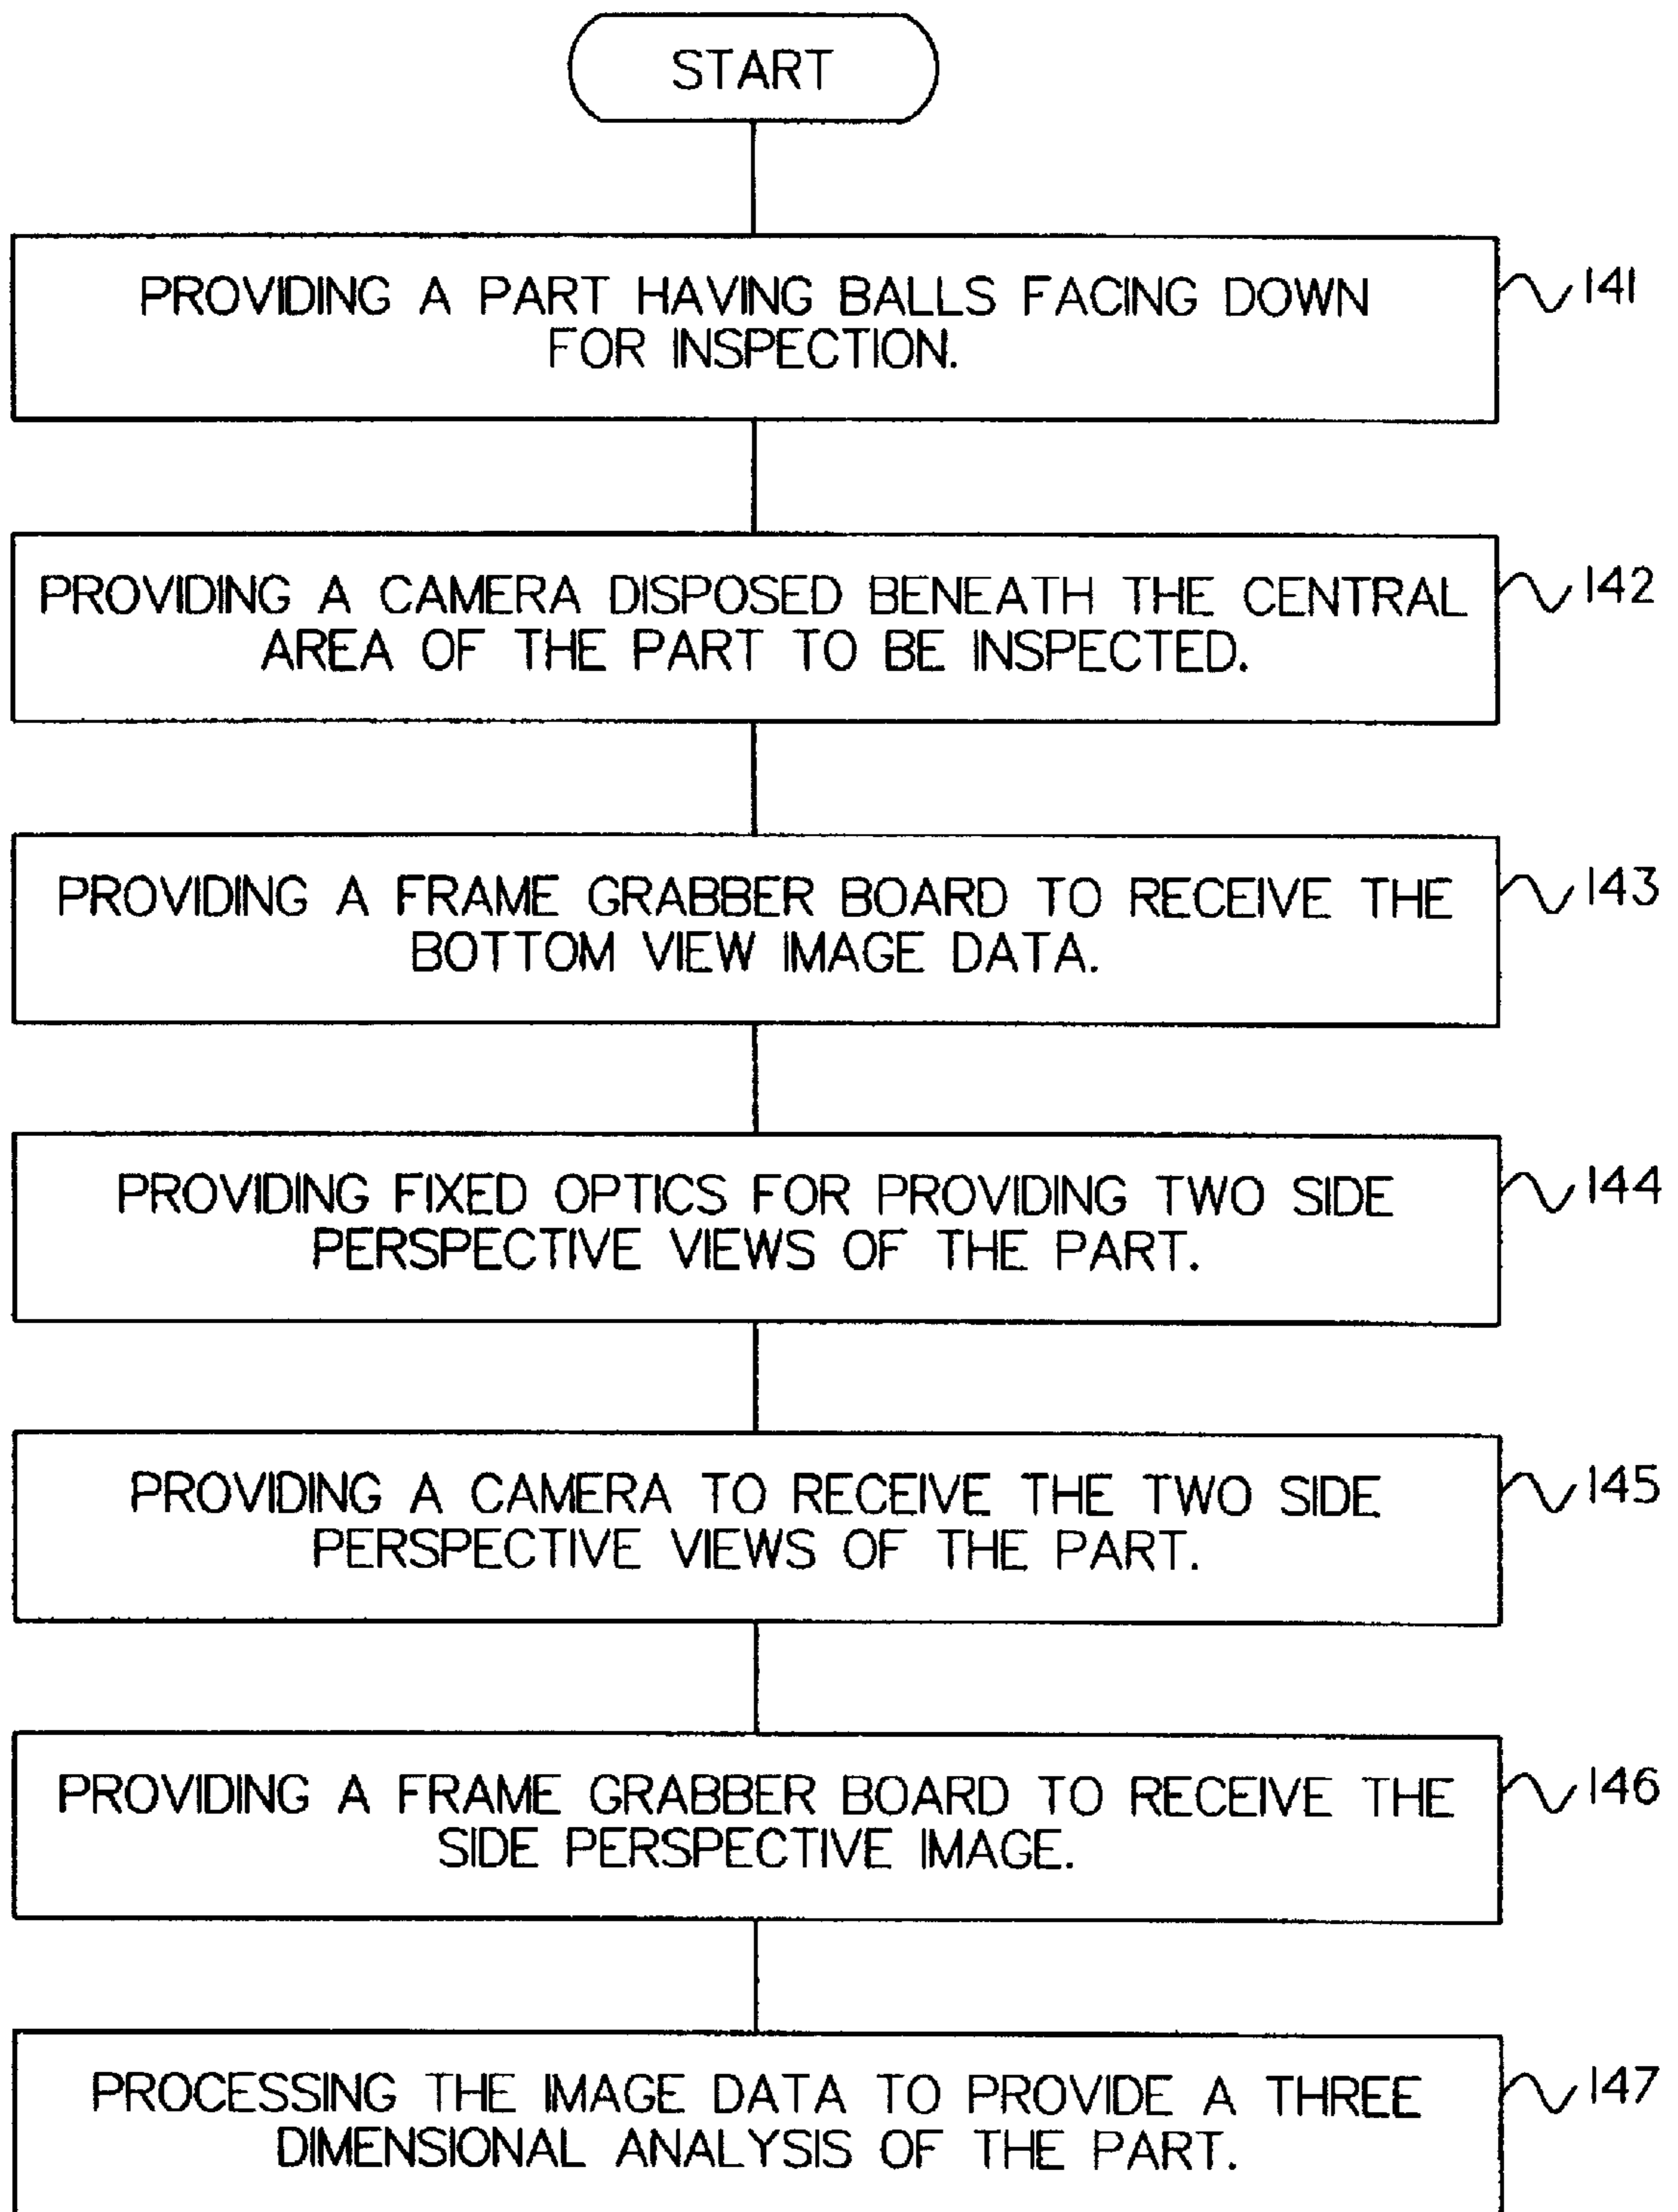 START
PROVIDING A PART HAVING BALLS FACING DOWN
FOR INSPECTION.
141
PROVIDING A CAMERA DISPOSED BENEATH THE CENTRAL
AREA OF THE PART TO BE INSPECTED.
142
PROVIDING A FRAME GRABBER BOARD TO RECEIVE THE
BOTTOM VIEW IMAGE DATA.
143
PROVIDING FIXED OPTICS FOR PROVIDING TWO SIDE
PERSPECTIVE VIEWS OF THE PART.
144
PROVIDING A CAMERA TO RECEIVE THE TWO SIDE
PERSPECTIVE VIEWS OF THE PART.
145
PROVIDING A FRAME GRABBER BOARD TO RECEIVE THE
SIDE PERSPECTIVE IMAGE.
146
PROCESSING THE IMAGE DATA TO PROVIDE A THREE
DIMENSIONAL ANALYSIS OF THE PART.
147